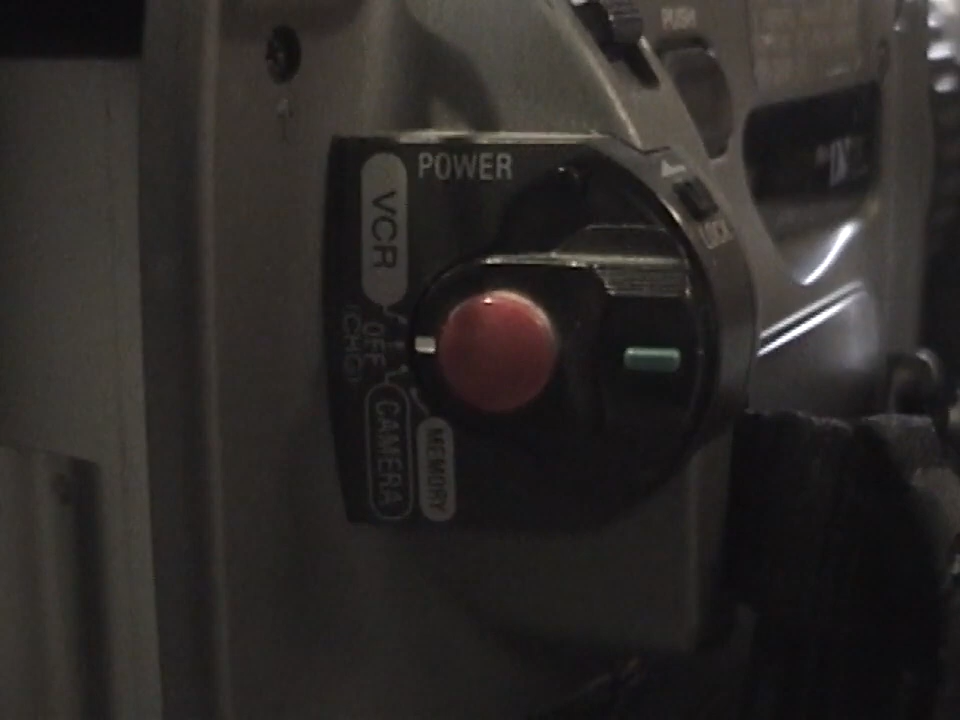 PUSH
POWER
VCR
LOCK
OFF
(CHG)
CAMERA
MEMORY